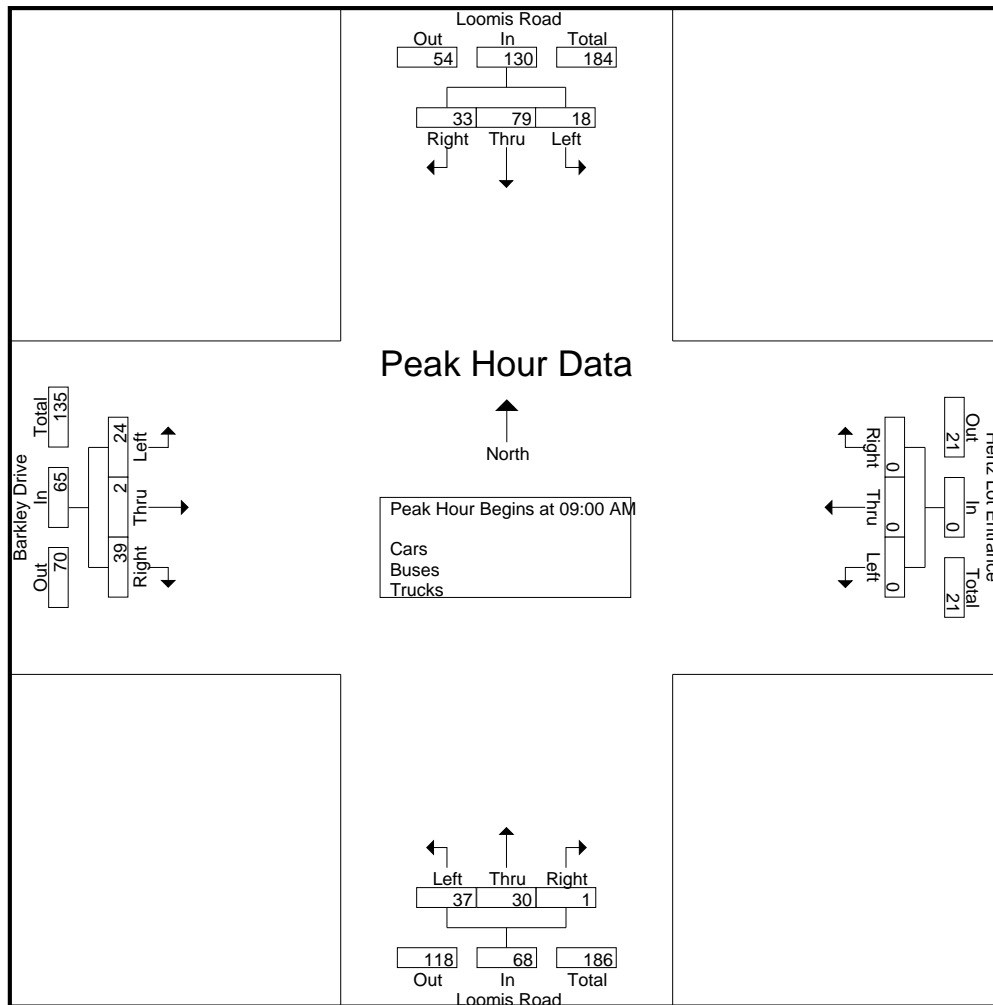 Loomis Road
Out In Total
54 130 184
33 79 18
Right Thru Left
Peak Hour Data
North
Peak Hour Begins at 09:00 AM
Cars
Buses
Trucks
Barkley Drive
Out In Total
70 65 135
24 2 39
Left Thru Right
Hertz Lot Entrance
Out In Total
21 0 21
Right Thru Left
0 0 0
Left Thru Right
37 30 1
118 68 186
Out In Total
Loomis Road